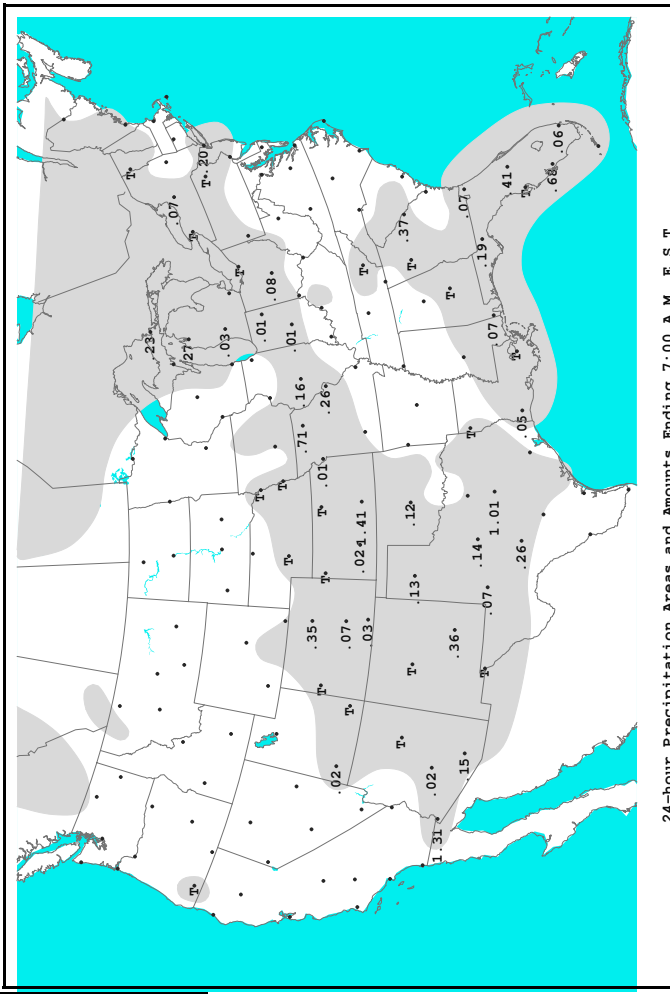 T
.23
.07
.27
T
T
.20
T
.03
T
T
.01
.08
T
T
.01
.16
.71
.35
T
T
.01
.26
T
.02
.07
T
.02
1.41
T
.03
T
.37
.12
T
T
.13
.02
1.31
T
.36
.07
.15
T
.14
.19
T
.07
.07
1.01
.41
T
.26
.05
T
.68
.06
24-hour Precipitation Areas and Amounts Ending 7:00 A.M. E.S.T